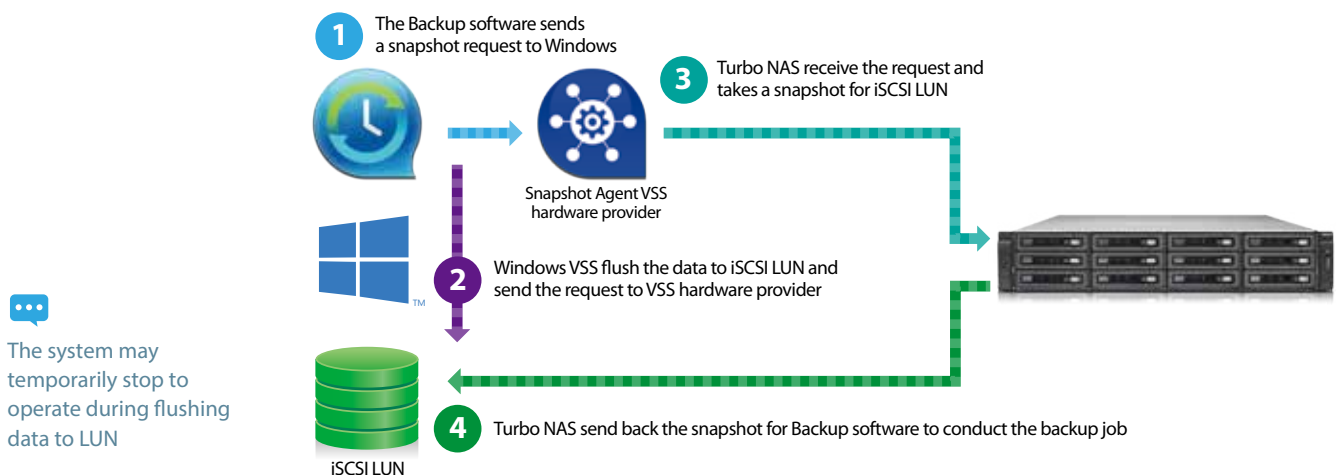 1
The Backup software sends
a snapshot request to Windows
3
Turbo NAS receive the request and
takes a snapshot for iSCSI LUN
Snapshot Agent VSS
hardware provider
TM
2
Windows VSS flush the data to iSCSI LUN and
send the request to VSS hardware provider
The system may
temporarily stop to
operate during flushing
data to LUN
4
Turbo NAS send back the snapshot for Backup software to conduct the backup job
iSCSI LUN